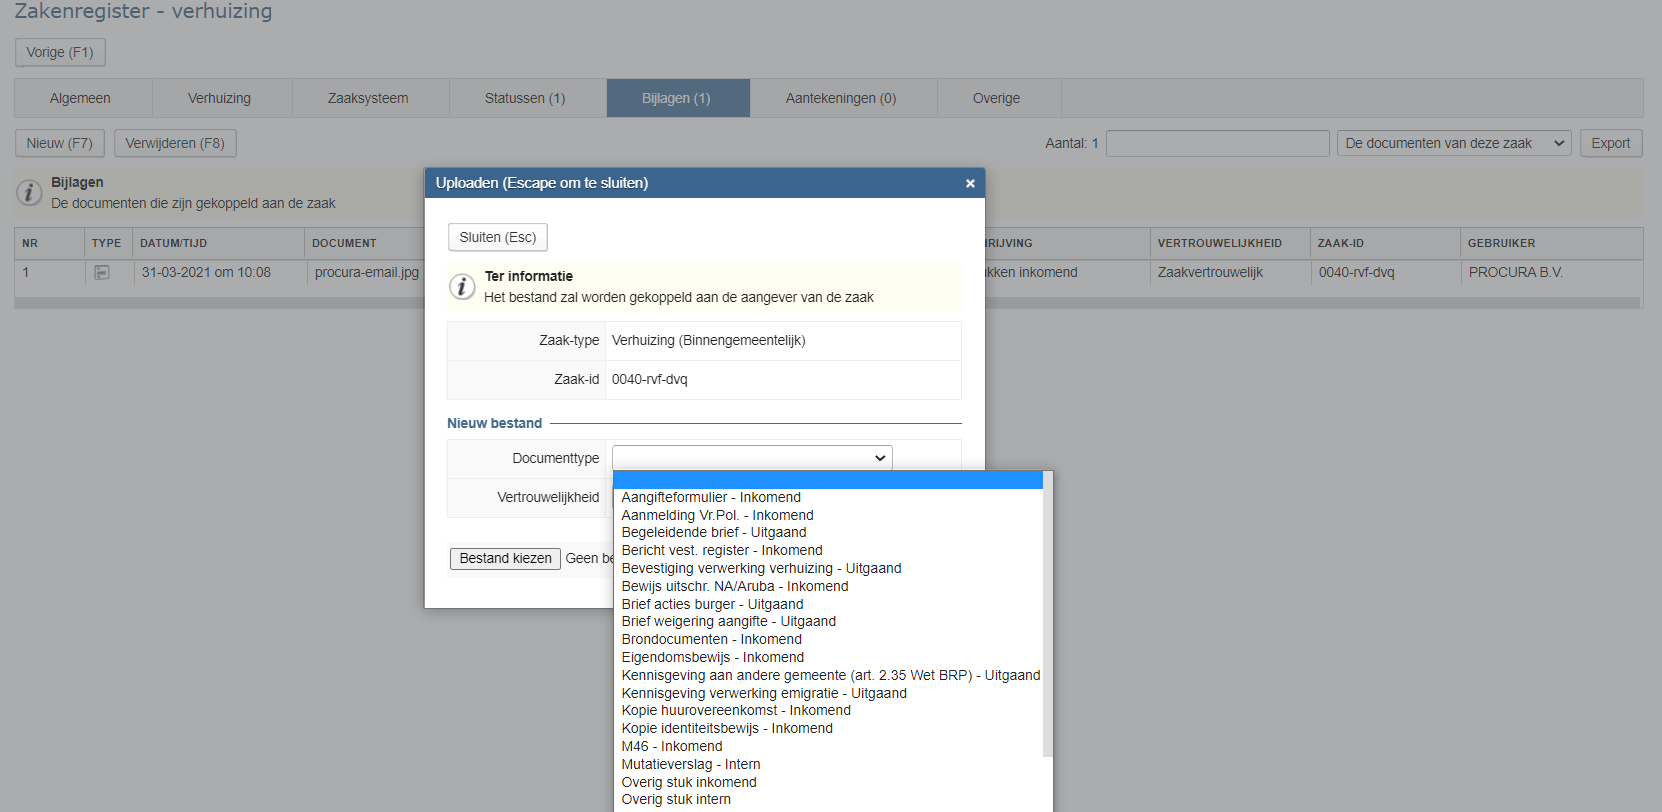 Zakenregister - verhuizing
Vorige (F1)
Algemeen Verhuizing Zaaksysteem Statussen (1) Bijlagen (1) Aantekeningen (0) Overige
Nieuw (F7) Verwijderen (F8) Aantal: 1 De documenten van deze zaak Export
Bijlagen
De documenten die zijn gekoppeld aan de zaak
NR TYPE DATUM/TIJD DOCUMENT VERTROUWELIJKHEID ZAAK-ID GEBRUIKER
1 31-03-2021 om 10:08 procura-email.jpg inkomend Zaakvertrouwelijk 0040-rvf-dvq PROCURA B.V.
Uploaden (Escape om te sluiten)
Sluiten (Esc)
Ter informatie
Het bestand zal worden gekoppeld aan de aangever van de zaak
Zaak-type Verhuizing (Binnengemeentelijk)
Zaak-id 0040-rvf-dvq
Nieuw bestand
Documenttype
Vertrouwelijkheid
Bestand kiezen Geen
Aangifteformulier - Inkomend
Aanmelding Vr.Pol. - Inkomend
Begeleidende brief - Uitgaand
Bericht vest. register - Inkomend
Bevestiging verwerking verhuizing - Uitgaand
Bewijs uitschr. NA/Aruba - Inkomend
Brief acties burger - Uitgaand
Brief weigering aangifte - Uitgaand
Brondocumenten - Inkomend
Eigendomsbewijs - Inkomend
Kennisgeving aan andere gemeente (art. 2.35 Wet BRP) - Uitgaand
Kennisgeving verwerking emigratie - Uitgaand
Kopie huurovereenkomst - Inkomend
Kopie identiteitsbewijs - Inkomend
M46 - Inkomend
Mutatieverslag - Intern
Overig stuk inkomend
Overig stuk intern